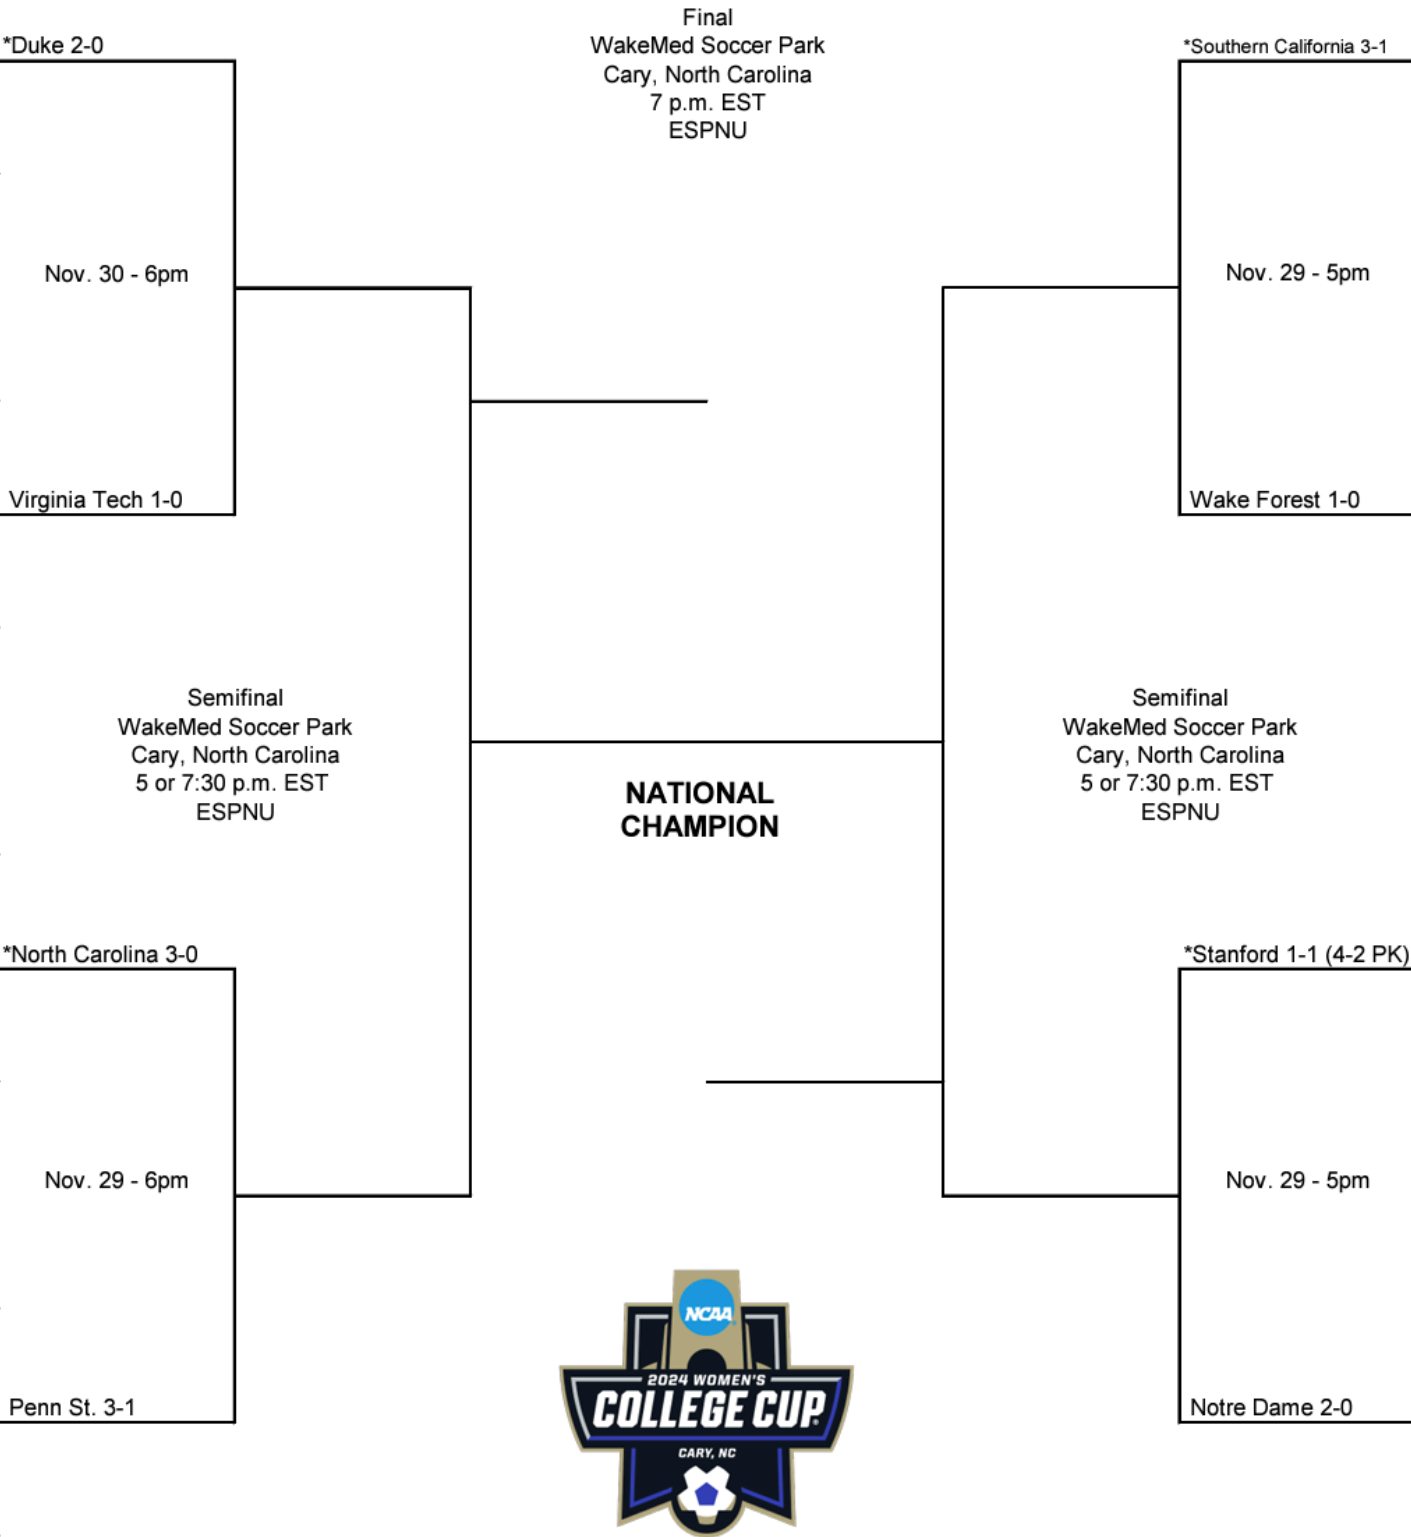 Final
WakeMed Soccer Park
Cary, North Carolina
7 p.m. EST
ESPNU
*Duke 2-0
Nov. 30 - 6pm
Virginia Tech 1-0
*Southern California 3-1
Nov. 29 - 5pm
Wake Forest 1-0
Semifinal
WakeMed Soccer Park
Cary, North Carolina
5 or 7:30 p.m. EST
ESPNU
NATIONAL
CHAMPION
Semifinal
WakeMed Soccer Park
Cary, North Carolina
5 or 7:30 p.m. EST
ESPNU
*North Carolina 3-0
Nov. 29 - 6pm
Penn St. 3-1
*Stanford 1-1 (4-2 PK)
Nov. 29 - 5pm
Notre Dame 2-0
NCAA
2024 WOMEN'S
COLLEGE CUP
CARY, NC